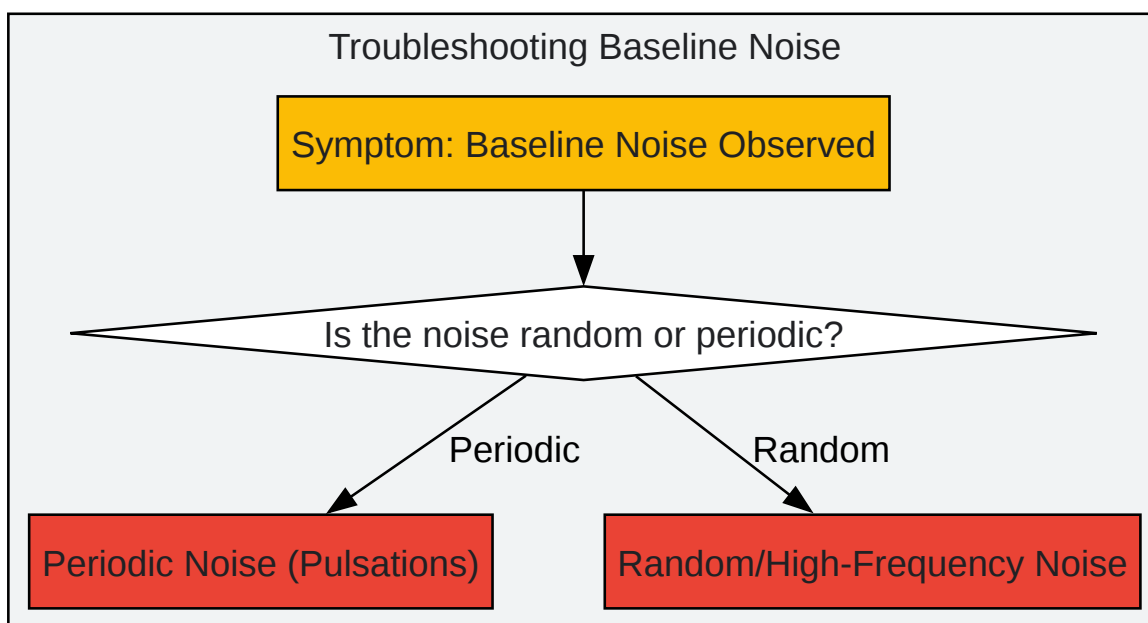 Troubleshooting Baseline Noise
Symptom: Baseline Noise Observed
Is the noise random or periodic?
Periodic
Random
Periodic Noise (Pulsations)
Random/High-Frequency Noise